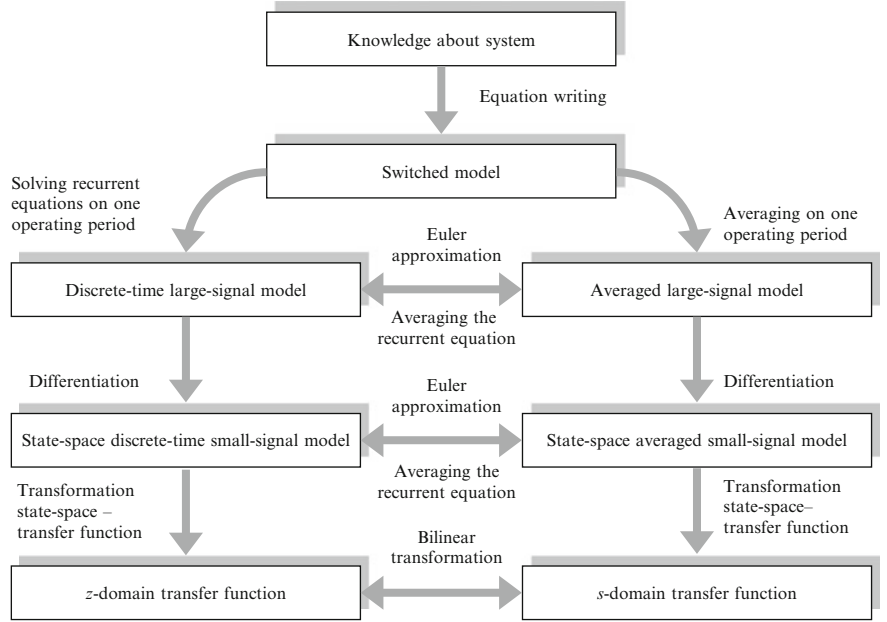 Knowledge about system
Equation writing
Switched model
Solving recurrent
equations on one
operating period
Averaging on one
operating period
Euler
approximation
Discrete-time large-signal model
Averaged large-signal model
Averaging the
recurrent equation
Differentiation
Euler
approximation
Differentiation
State-space discrete-time small-signal model
State-space averaged small-signal model
Averaging the
recurrent equation
Transformation
state-space –
transfer function
Transformation
state-space–
transfer function
Bilinear
transformation
z-domain transfer function
s-domain transfer function